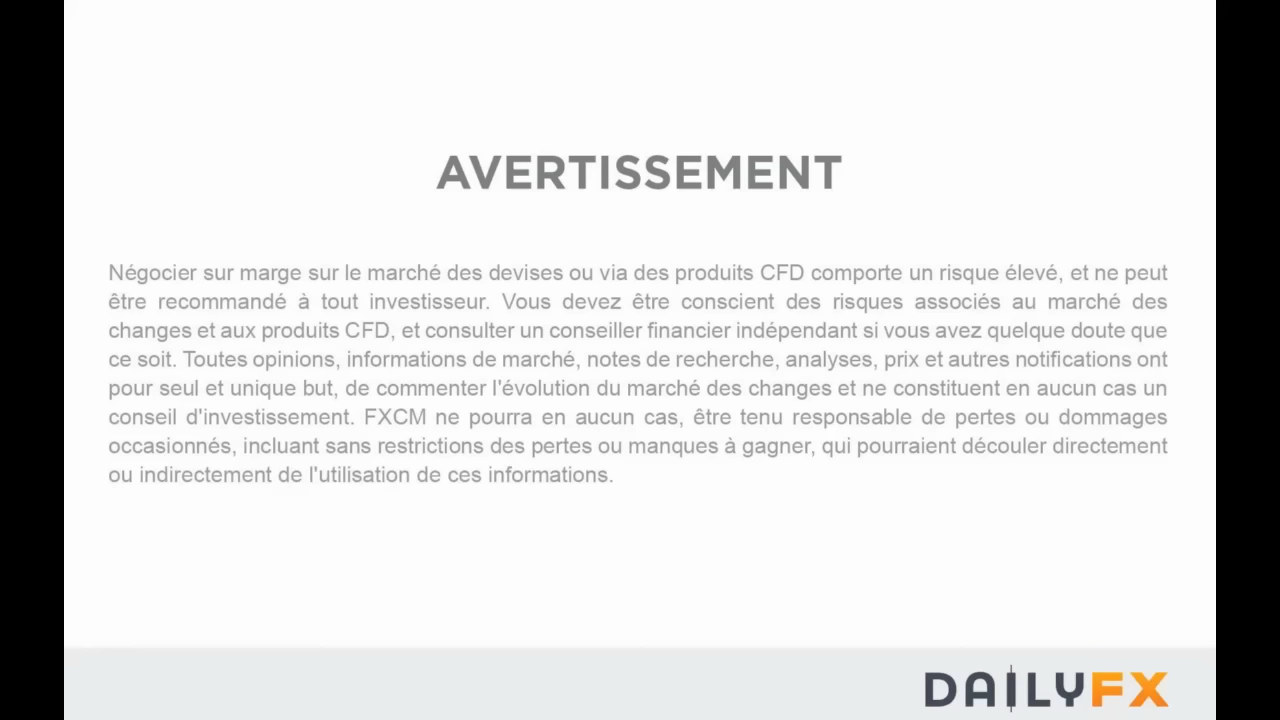 AVERTISSEMENT
Négocier sur marge sur le marché des devises ou via des produits CFD comporte un risque élevé, et ne peut
être recommandé à tout investisseur. Vous devez être conscient des risques associés au marché des
changes et aux produits CFD, et consulter un conseiller financier indépendant si vous avez quelque doute que
ce soit. Toutes opinions, informations de marché, notes de recherche, analyses, prix et autres notifications ont
pour seul et unique but, de commenter l'évolution du marché des changes et ne constituent en aucun cas un
conseil d'investissement. FXCM ne pourra en aucun cas, être tenu responsable de pertes ou dommages
occasionnés, incluant sans restrictions des pertes ou manques à gagner, qui pourraient découler directement
ou indirectement de l'utilisation de ces informations.
DAILYFX